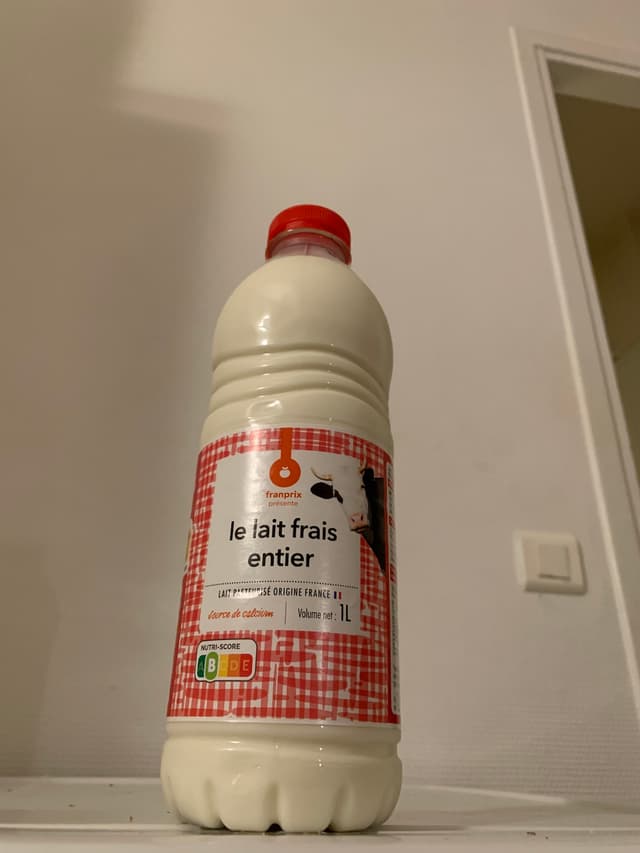 franprix
présente
le lait frais
entier
LAIT PASTEURISÉ ORIGINE FRANCE
Source de calcium
Volume net : 1L
NUTRI-SCORE
A B C D E